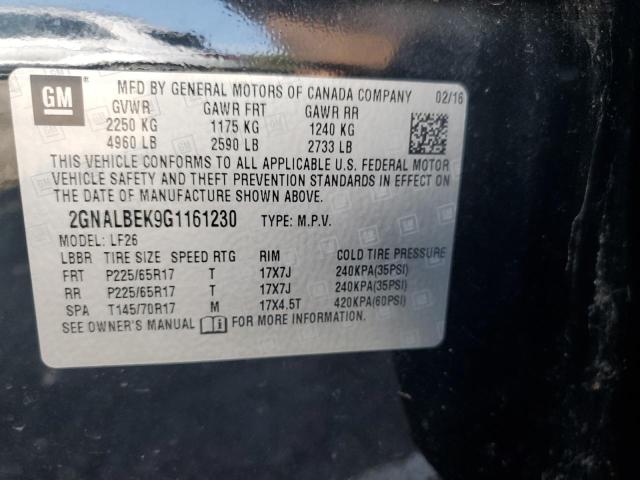 GM ® MFD BY GENERAL MOTORS OF CANADA COMPANY 02/16
GVWR GAWR FRT GAWR RR
2250 KG 1175 KG 1240 KG
4960 LB 2590 LB 2733 LB
THIS VEHICLE CONFORMS TO ALL APPLICABLE U.S. FEDERAL MOTOR
VEHICLE SAFETY AND THEFT PREVENTION STANDARDS IN EFFECT ON
THE DATE OF MANUFACTURE SHOWN ABOVE.
2GNALBEK9G1161230 TYPE: M.P.V.
MODEL: LF26
LBBR TIRE SIZE SPEED RTG RIM COLD TIRE PRESSURE
FRT P225/65R17 T 17X7J 240KPA(35PSI)
RR P225/65R17 T 17X7J 240KPA(35PSI)
SPA T145/70R17 M 17X4.5T 420KPA(60PSI)
SEE OWNER'S MANUAL FOR MORE INFORMATION.